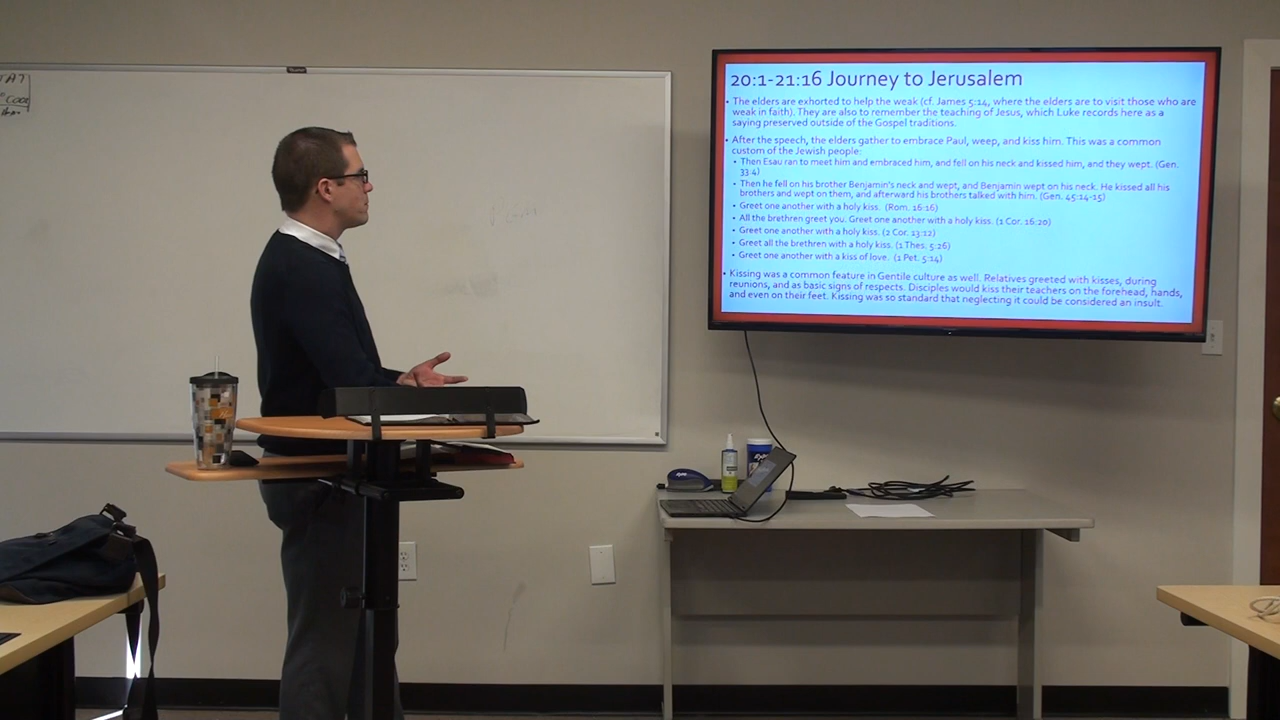 20:1-21:16 Journey to Jerusalem
• The elders are exhorted to help the weak (cf. James 5:14, where the elders are to visit those who are
weak in faith). They are also to remember the teaching of Jesus, which Luke records here as a
saying preserved outside of the Gospel traditions.
• After the speech, the elders gather to embrace Paul, weep, and kiss him. This was a common
custom of the Jewish people:
• Then Esau ran to meet him and embraced him, and fell on his neck and kissed him, and they wept. (Gen.
33:4)
• Then he fell on his brother Benjamin's neck and wept, and Benjamin wept on his neck. He kissed all his
brothers and wept on them, and afterward his brothers talked with him. (Gen. 45:14-15)
• Greet one another with a holy kiss. (Rom. 16:16)
• All the brethren greet you. Greet one another with a holy kiss. (1 Cor. 16:20)
• Greet one another with a holy kiss. (2 Cor. 13:12)
• Greet all the brethren with a holy kiss. (1 Thes. 5:26)
• Greet one another with a kiss of love. (1 Pet. 5:14)
• Kissing was a common feature in Gentile culture as well. Relatives greeted with kisses, during
reunions, and as basic signs of respects. Disciples would kiss their teachers on the forehead, hands,
and even on their feet. Kissing was so standard that neglecting it could be considered an insult.